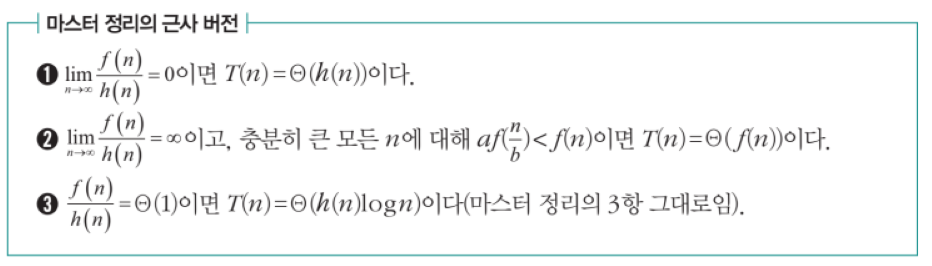 마스터 정리의 근사 버전
❶ lim n→∞ f(n)/h(n) = 0이면 T(n) = Θ(h(n))이다.
❷ lim n→∞ f(n)/h(n) = ∞이고, 충분히 큰 모든 n에 대해 af(n/b) < f(n)이면 T(n) = Θ(f(n))이다.
❸ f(n)/h(n) = Θ(1)이면 T(n) = Θ(h(n)logn)이다(마스터 정리의 3항 그대로임).